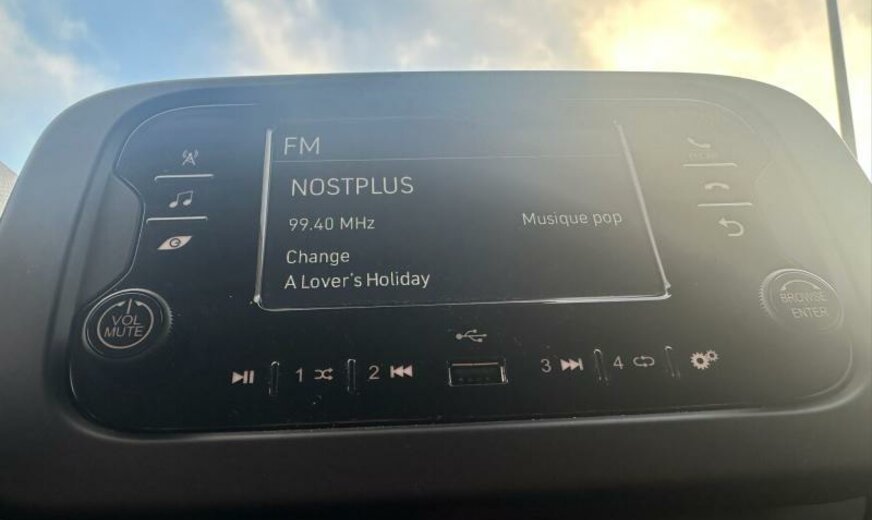 FM
NOSTPLUS
99.40 MHz Musique pop
Change
A Lover's Holiday
VOL
MUTE
BROWSE
ENTER
1 2 3 4